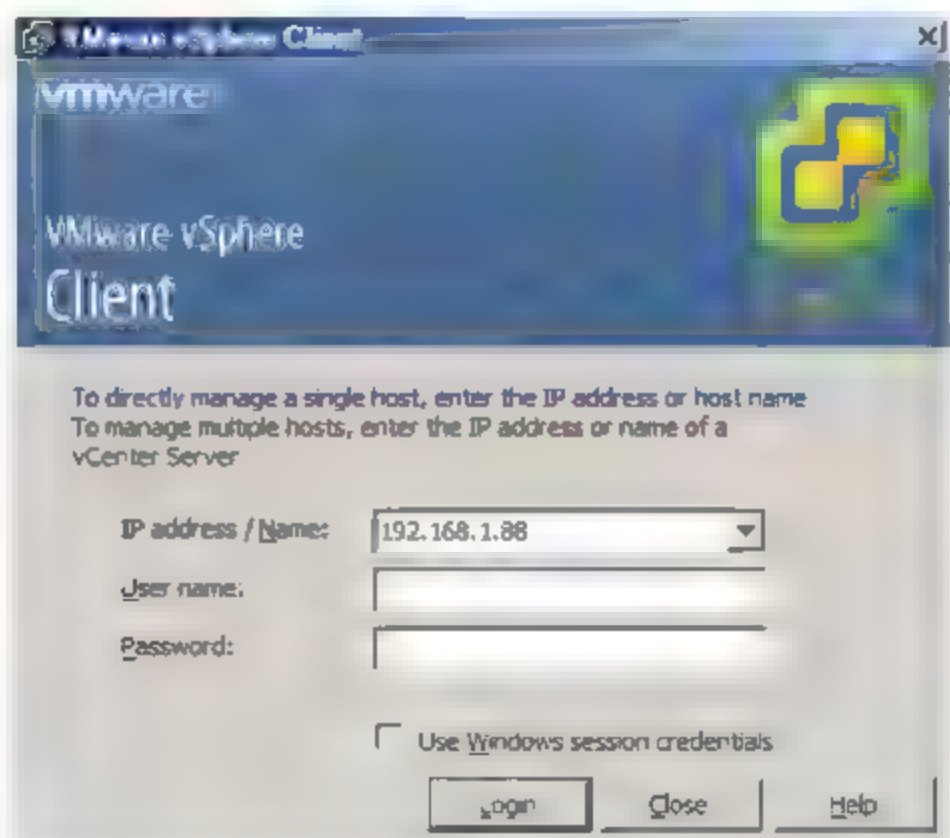 VMware vSphere Client
vmware
VMware vSphere
Client
To directly manage a single host, enter the IP address or host name
To manage multiple hosts, enter the IP address or name of a
vCenter Server
IP address / Name: 192.168.1.88
User name:
Password:
Use Windows session credentials
Login Close Help